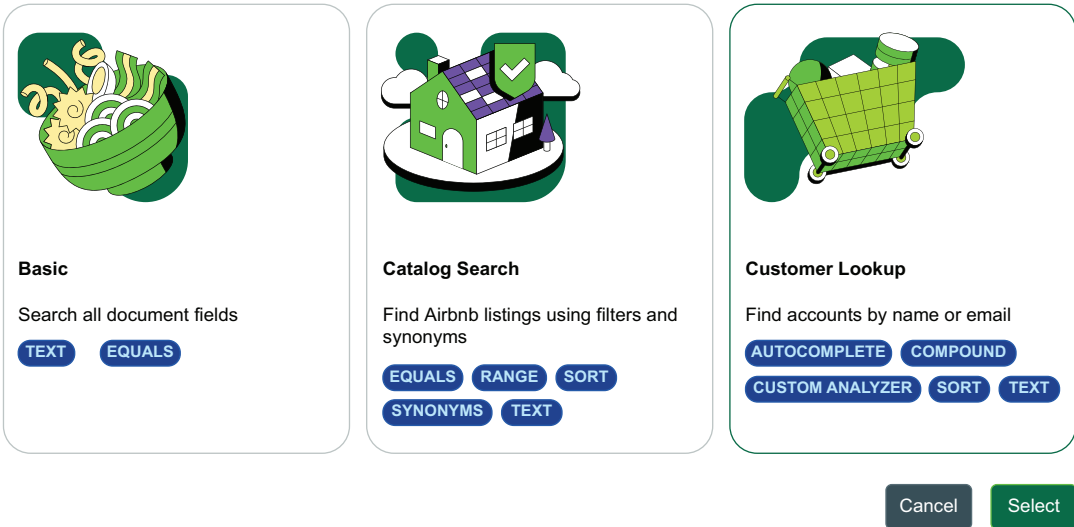 Basic
Search all document fields
TEXT EQUALS
Catalog Search
Find Airbnb listings using filters and
synonyms
EQUALS RANGE SORT
SYNONYMS TEXT
Customer Lookup
Find accounts by name or email
AUTOCOMPLETE COMPOUND
CUSTOM ANALYZER SORT TEXT
Cancel Select